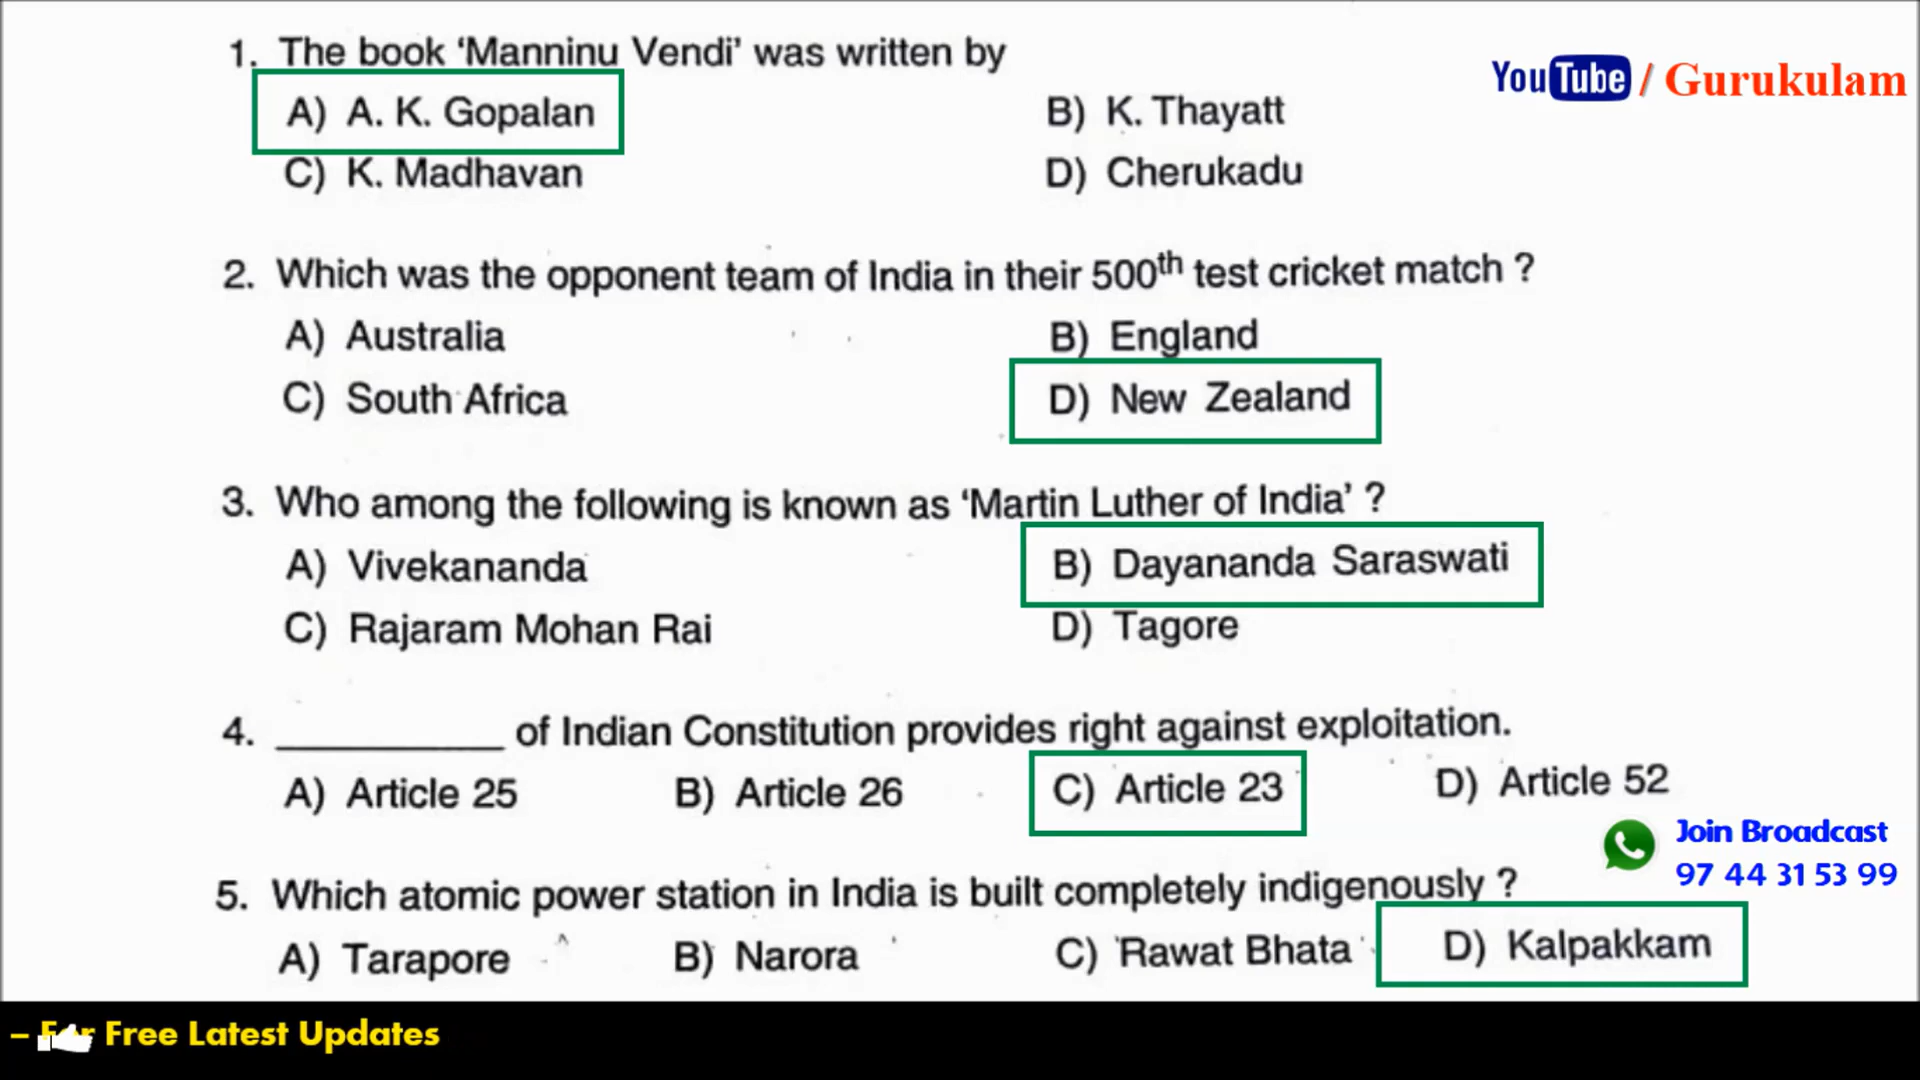 1. The book ‘Manninu Vendi’ was written by
YouTube / Gurukulam
A) A. K. Gopalan B) K. Thayatt
C) K. Madhavan D) Cherukadu
2. Which was the opponent team of India in their 500th test cricket match ?
A) Australia B) England
C) South Africa D) New Zealand
3. Who among the following is known as ‘Martin Luther of India’ ?
A) Vivekananda B) Dayananda Saraswati
C) Rajaram Mohan Rai D) Tagore
4. __________ of Indian Constitution provides right against exploitation.
A) Article 25 B) Article 26 C) Article 23 D) Article 52
Join Broadcast
97 44 31 53 99
5. Which atomic power station in India is built completely indigenously ?
A) Tarapore B) Narora C) Rawat Bhata D) Kalpakkam
– For Free Latest Updates